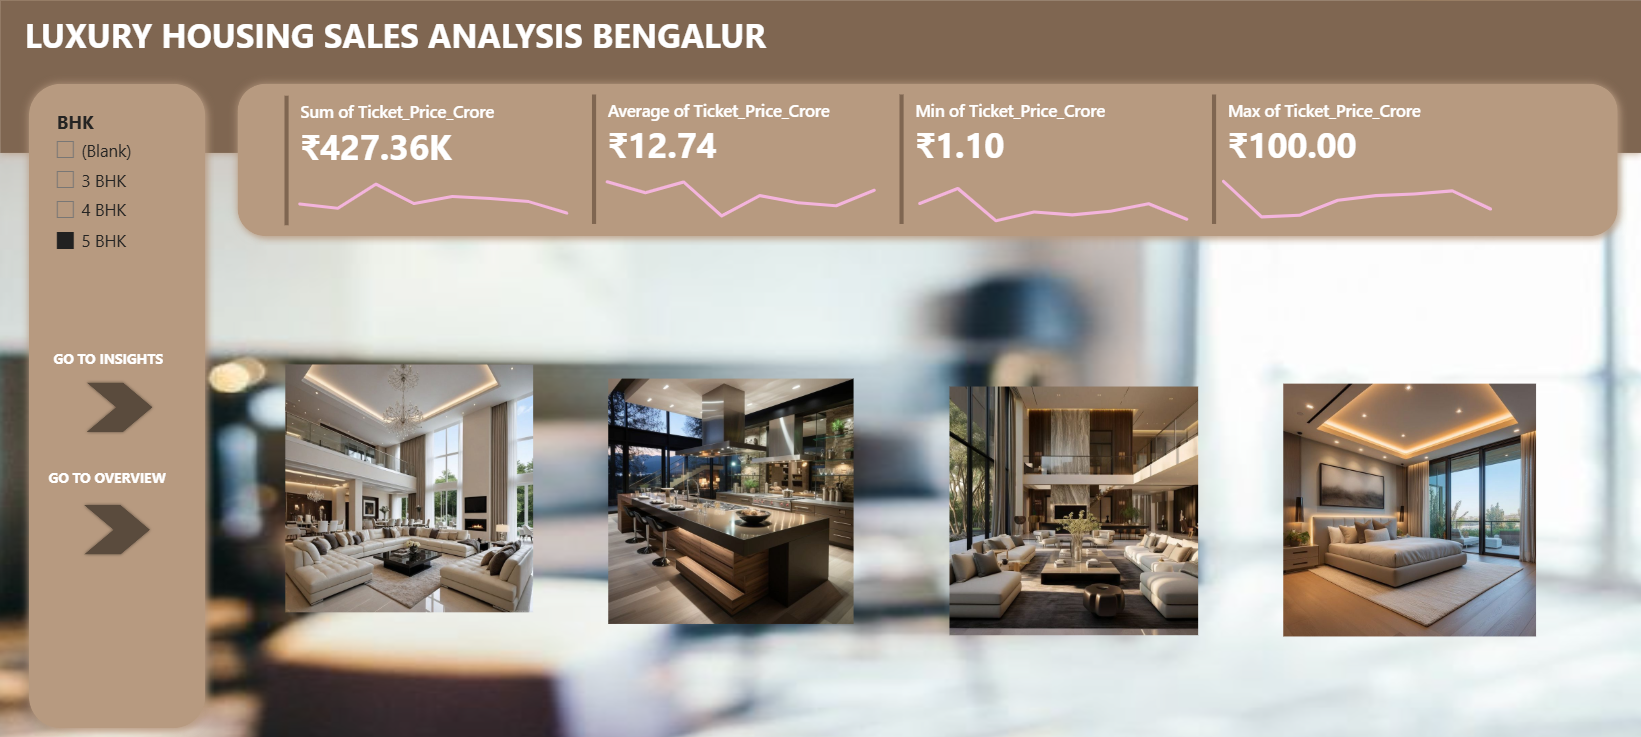 LUXURY HOUSING SALES ANALYSIS BENGALUR
BHK
(Blank)
3 BHK
4 BHK
5 BHK
GO TO INSIGHTS
GO TO OVERVIEW
Sum of Ticket_Price_Crore
₹427.36K
Average of Ticket_Price_Crore
₹12.74
Min of Ticket_Price_Crore
₹1.10
Max of Ticket_Price_Crore
₹100.00